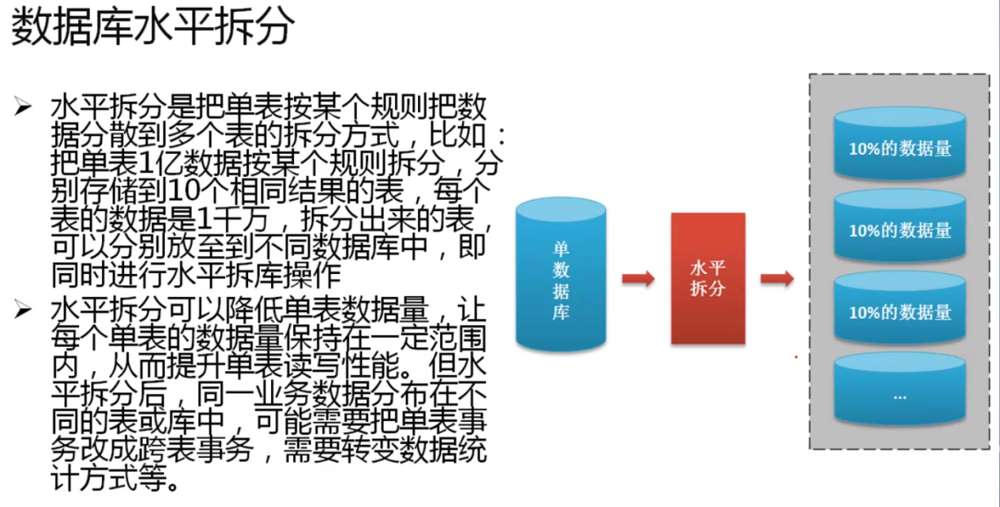 数据库水平拆分
➢ 水平拆分是把单表按某个规则把数
据分散到多个表的拆分方式，比如：
把单表1亿数据按某个规则拆分，分
别存储到10个相同结果的表，每个
表的数据是1千万，拆分出来的表，
可以分别放至到不同数据库中，即
同时进行水平拆库操作
➢ 水平拆分可以降低单表数据量，让
每个单表的数据量保持在一定范围
内，从而提升单表读写性能。但水
平拆分后，同一业务数据分布在不
同的表或库中，可能需要把单表事
务改成跨表事务，需要转变数据统
计方式等。
单
数
据
库
水平
拆分
10%的数据量
10%的数据量
10%的数据量
...